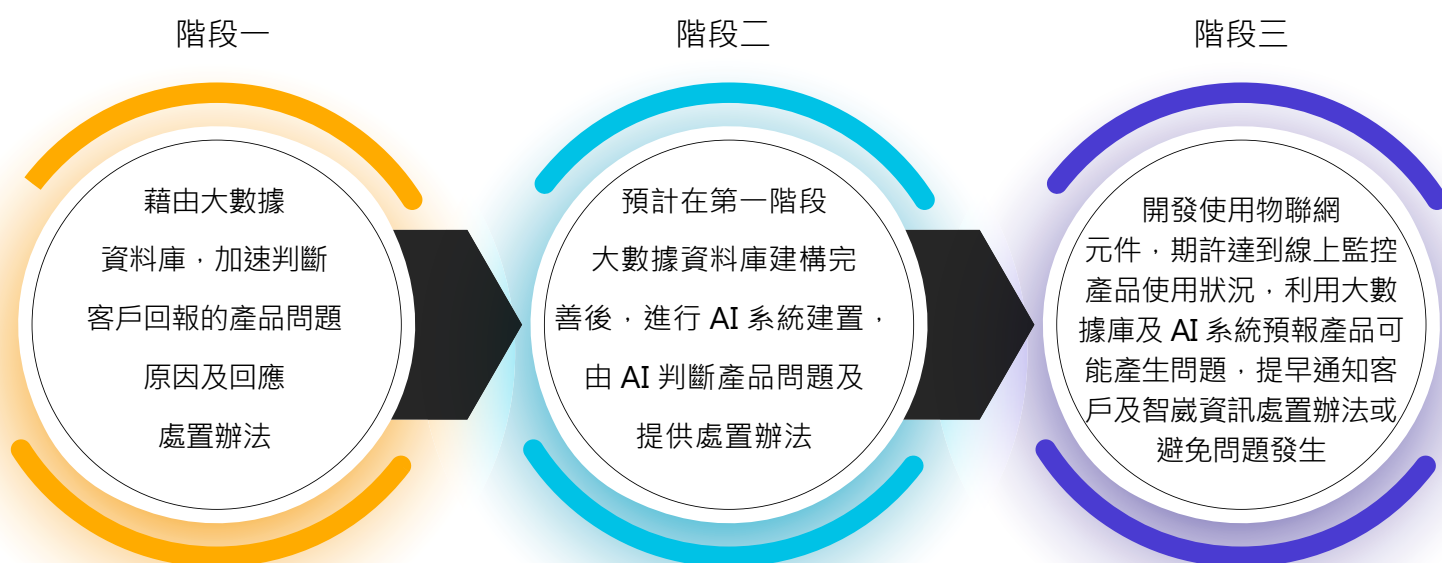 階段一
藉由大數據
資料庫，加速判斷
客戶回報的產品問題
原因及回應
處置辦法
階段二
預計在第一階段
大數據資料庫建構完
善後，進行 AI 系統建置，
由 AI 判斷產品問題及
提供處置辦法
階段三
開發使用物聯網
元件，期許達到線上監控
產品使用狀況，利用大數
據庫及 AI 系統預報產品可
能產生問題，提早通知客
戶及智崴資訊處置辦法或
避免問題發生